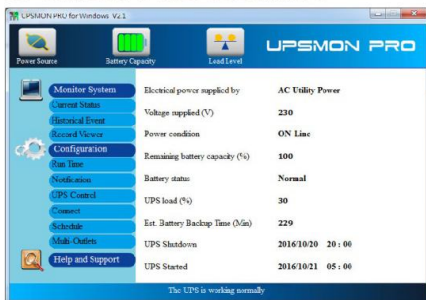 UPSMON PRO for Windows V2.1
Power Source
Battery Capacity
Load Level
UPSMON PRO
Monitor System
Current Status
Historical Event
Record Viewer
Configuration
Run Time
Notification
UPS Control
Connect
Schedule
Multi-Outlets
Help and Support
Electrical power supplied by AC Utility Power
Voltage supplied (V) 230
Power condition ON Line
Remaining battery capacity (%) 100
Battery status Normal
UPS load (%) 30
Est. Battery Backup Time (Min) 229
UPS Shutdown 2016/10/20 20 : 00
UPS Started 2016/10/21 05 : 00
The UPS is working normally